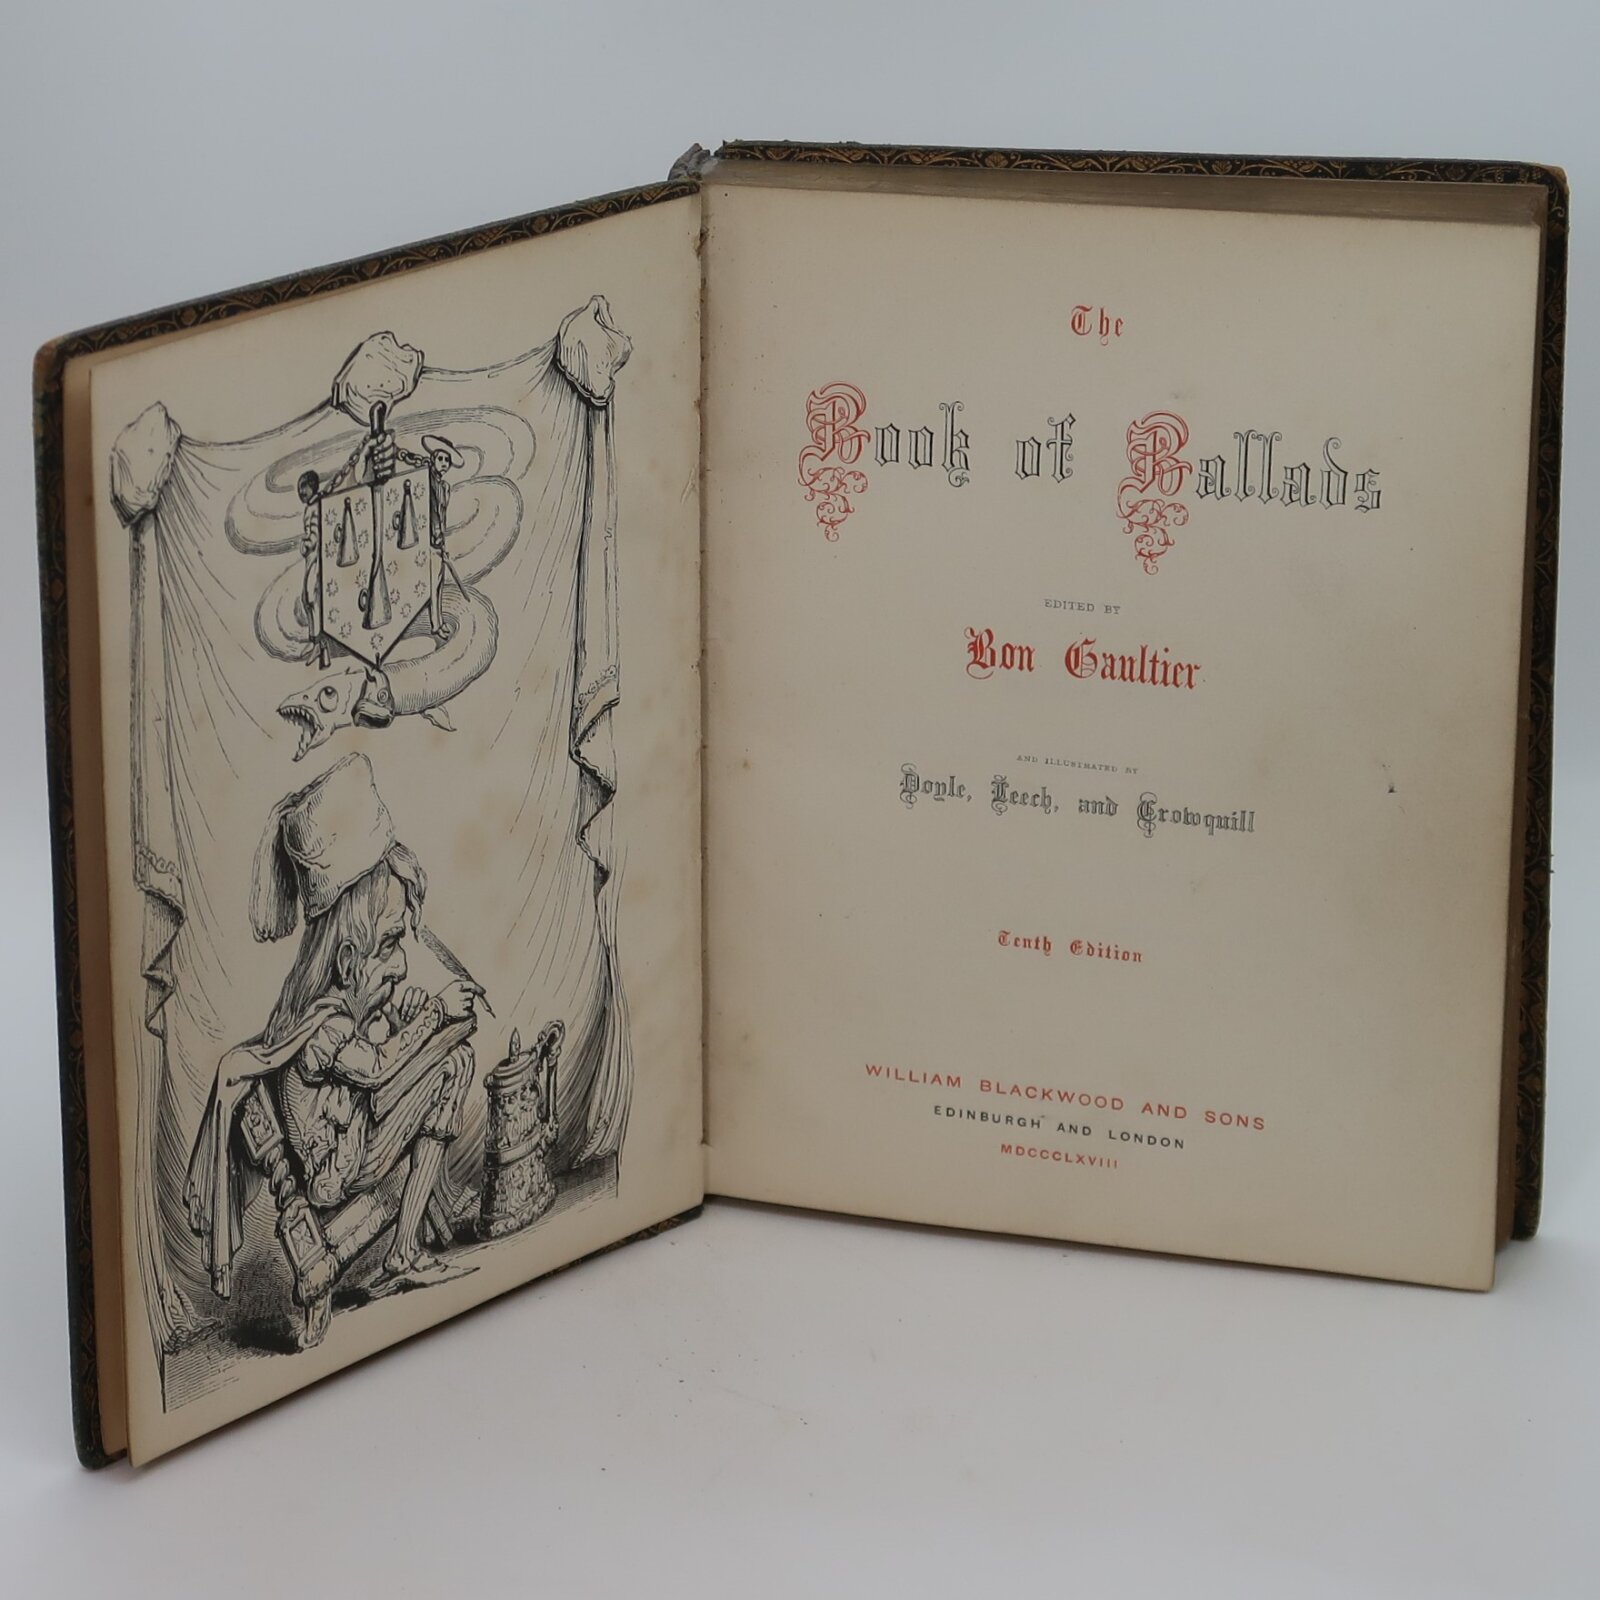 The
Book of Ballads
EDITED BY
Bon Gaultier
AND ILLUSTRATED BY
Doyle, Leech, and Crowquill
Tenth Edition
WILLIAM BLACKWOOD AND SONS
EDINBURGH AND LONDON
MDCCCLXVIII